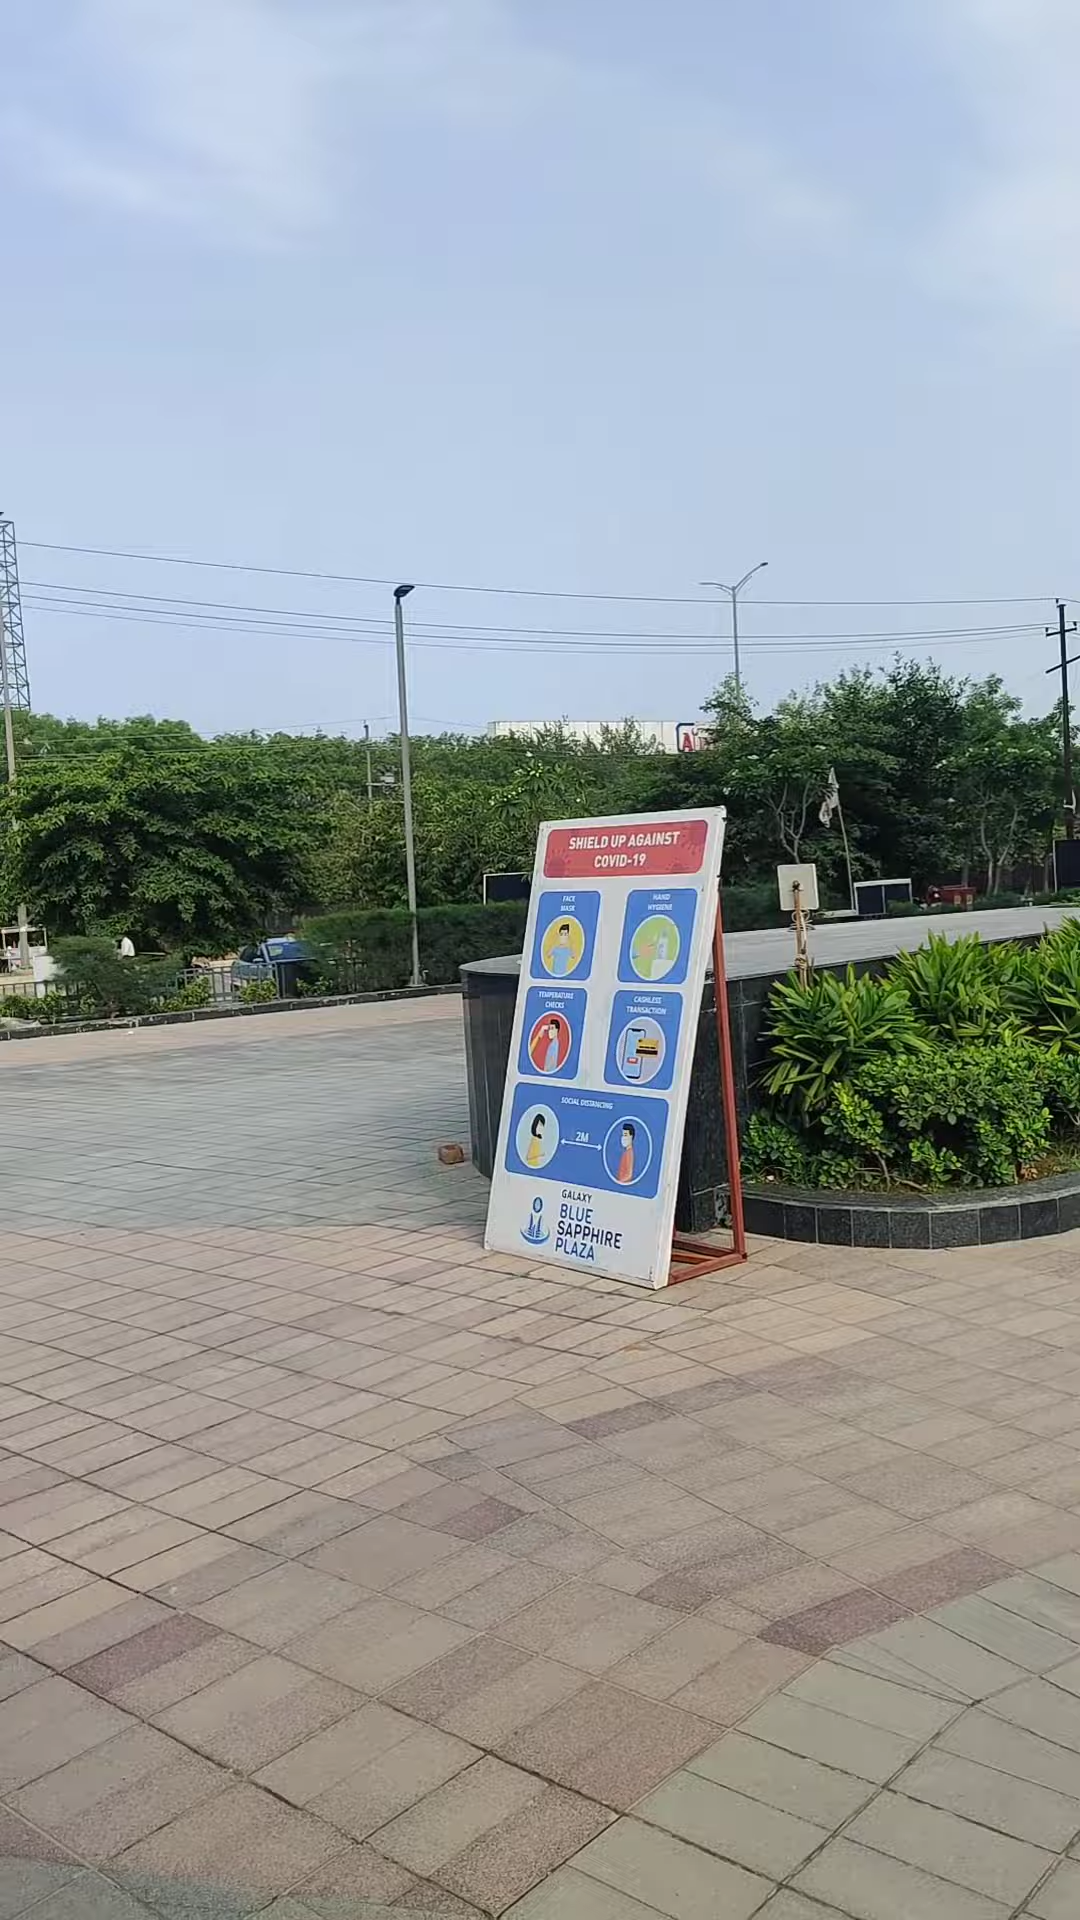 SHIELD UP AGAINST
COVID-19
FACE
MASK
HAND
HYGIENE
TEMPERATURE
CHECKS
CASHLESS
TRANSACTION
SOCIAL DISTANCING
2M
GALAXY
BLUE
SAPPHIRE
PLAZA